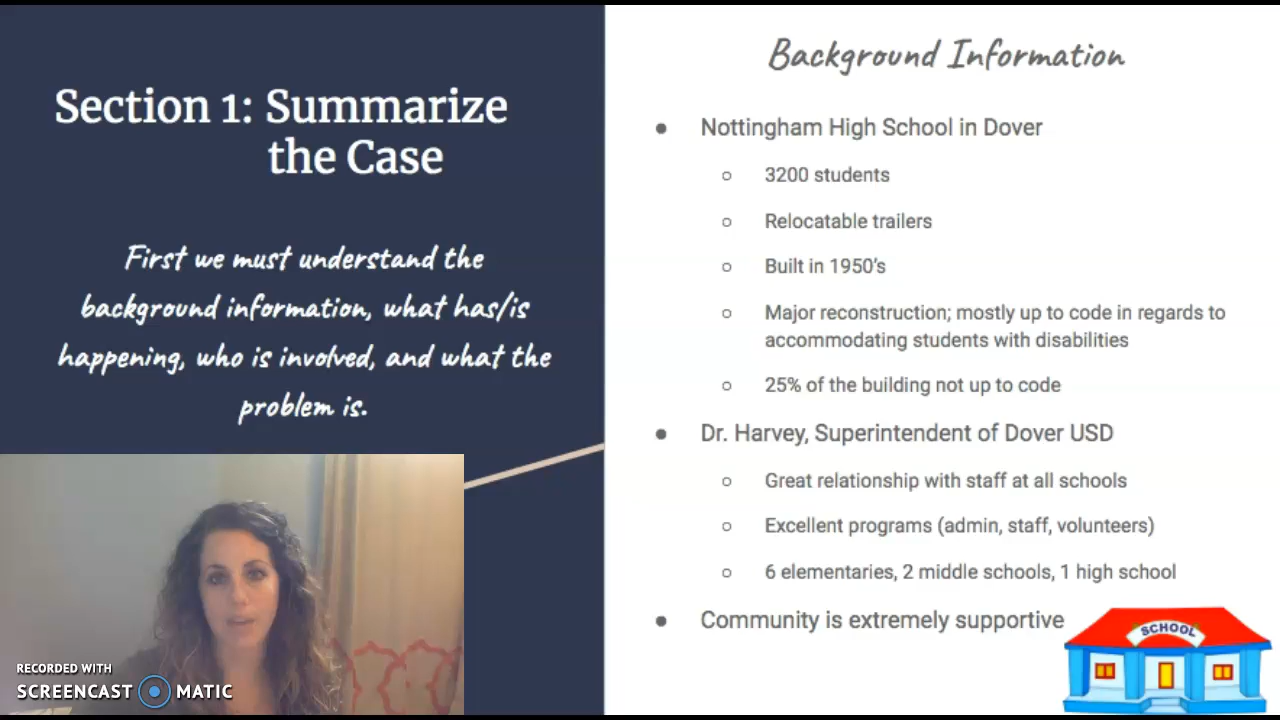 Section 1: Summarize
the Case
First we must understand the
background information, what has/is
happening, who is involved, and what the
problem is.
RECORDED WITH
SCREENCAST MATIC
Background Information
Nottingham High School in Dover
3200 students
Relocatable trailers
Built in 1950's
Major reconstruction; mostly up to code in regards to
accommodating students with disabilities
25% of the building not up to code
Dr. Harvey, Superintendent of Dover USD
Great relationship with staff at all schools
Excellent programs (admin, staff, volunteers)
6 elementaries, 2 middle schools, 1 high school
Community is extremely supportive
SCHOOL